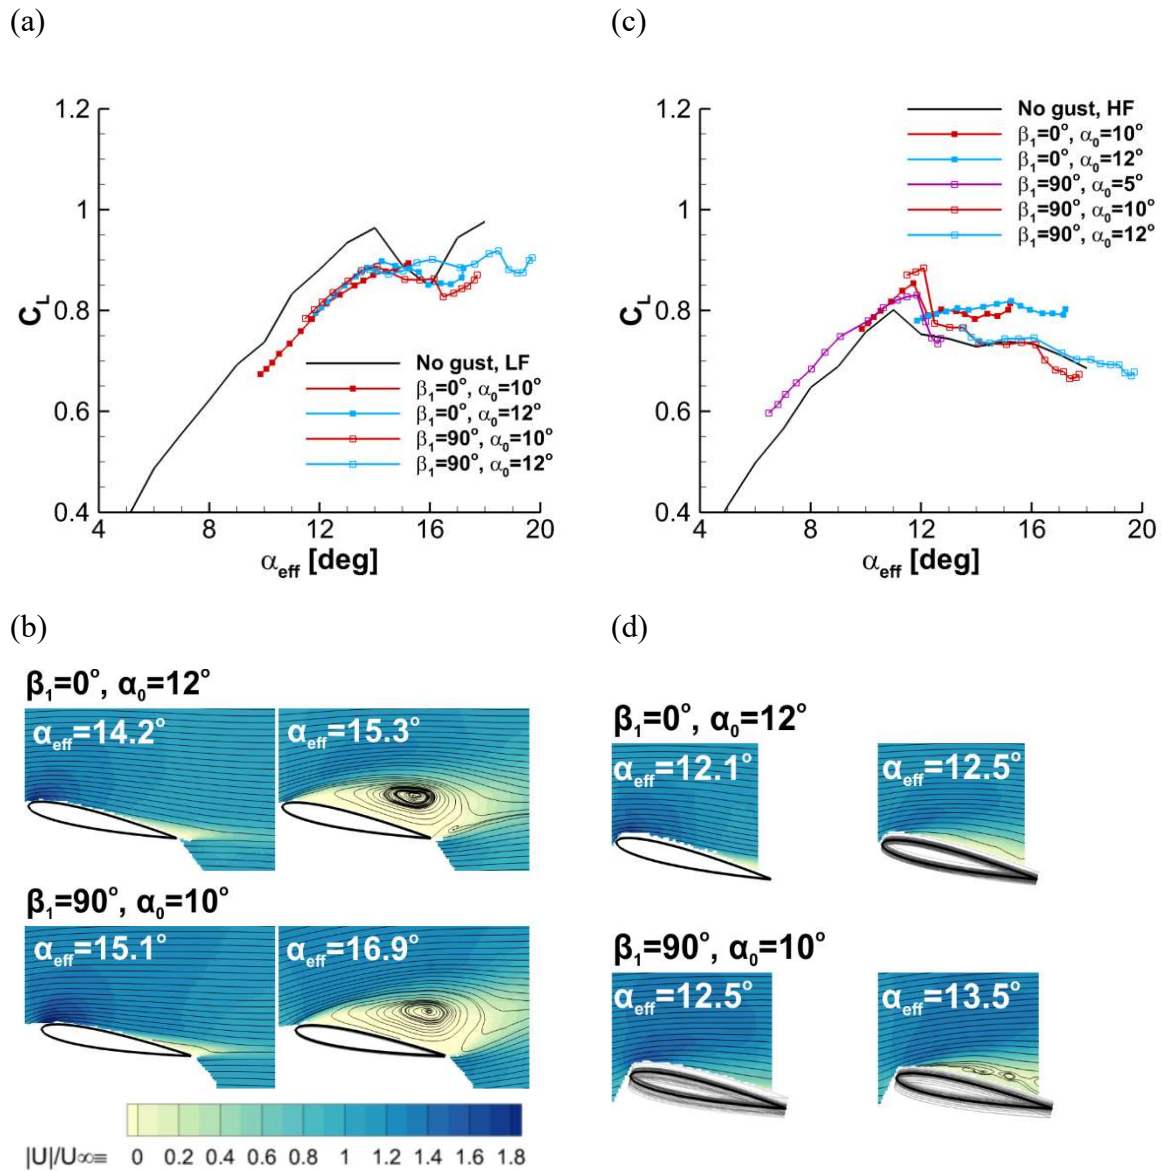 (a)
1.2
1
0.8
0.6
0.4
C_L
4
8
12
16
20
α_eff [deg]
No gust, LF
β₁=0°, α₀=10°
β₁=0°, α₀=12°
β₁=90°, α₀=10°
β₁=90°, α₀=12°
(c)
1.2
1
0.8
0.6
0.4
C_L
4
8
12
16
20
α_eff [deg]
No gust, HF
β₁=0°, α₀=10°
β₁=0°, α₀=12°
β₁=90°, α₀=5°
β₁=90°, α₀=10°
β₁=90°, α₀=12°
(b)
β₁=0°, α₀=12°
α_eff=14.2°
α_eff=15.3°
β₁=90°, α₀=10°
α_eff=15.1°
α_eff=16.9°
|U|/U∞≡ 0 0.2 0.4 0.6 0.8 1 1.2 1.4 1.6 1.8
(d)
β₁=0°, α₀=12°
α_eff=12.1°
α_eff=12.5°
β₁=90°, α₀=10°
α_eff=12.5°
α_eff=13.5°